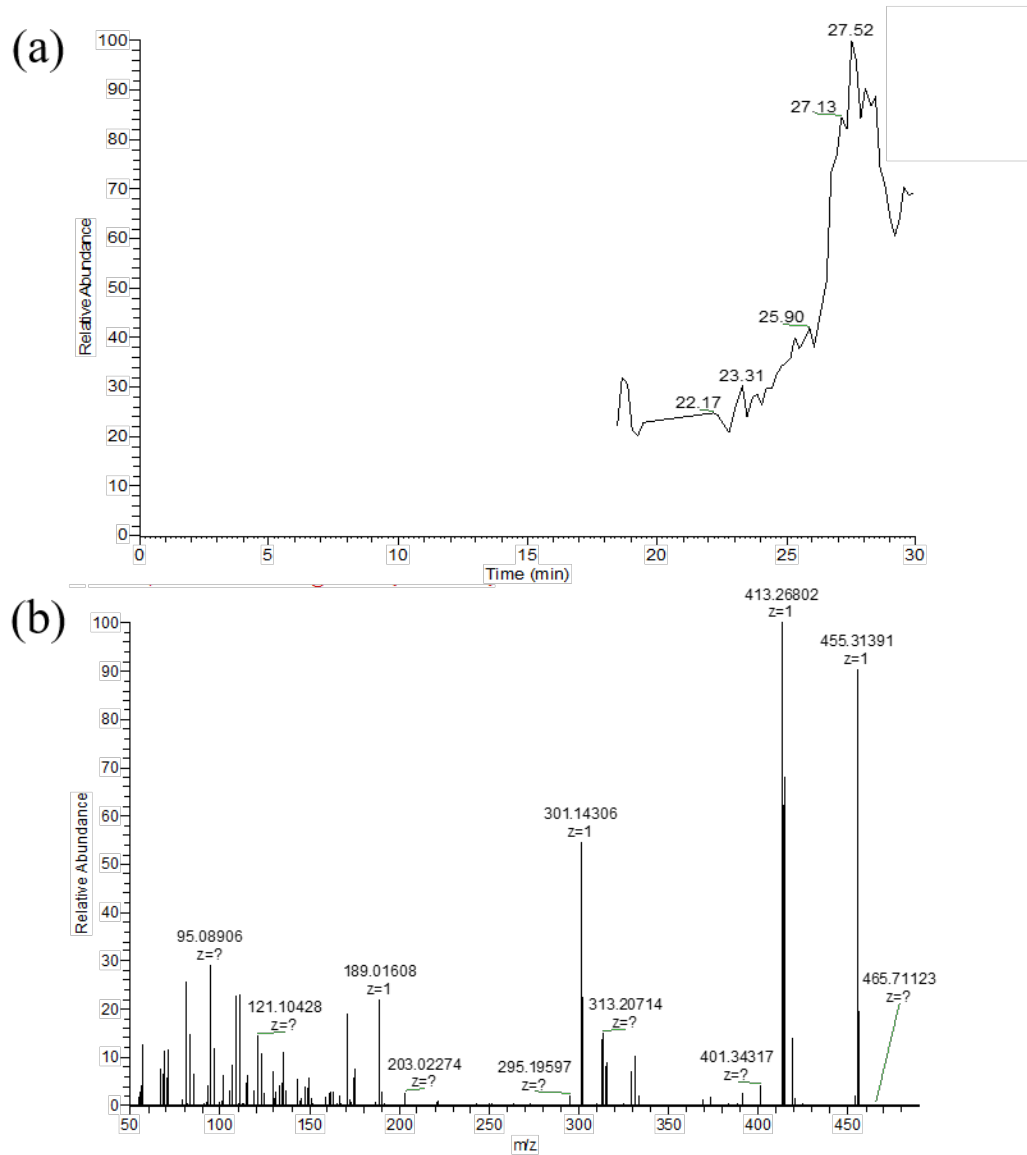 (a)
27.52
27.13
25.90
23.31
22.17
100
90
80
70
60
50
40
30
20
10
0
Relative Abundance
0 5 10 15 20 25 30
Time (min)
(b)
413.26802
z=1
455.31391
z=1
301.14306
z=1
95.08906
z=?
189.01608
z=1
121.10428
z=?
313.20714
z=?
465.71123
z=?
203.02274
z=?
295.19597
z=?
401.34317
z=?
100
90
80
70
60
50
40
30
20
10
0
Relative Abundance
50 100 150 200 250 300 350 400 450
m/z